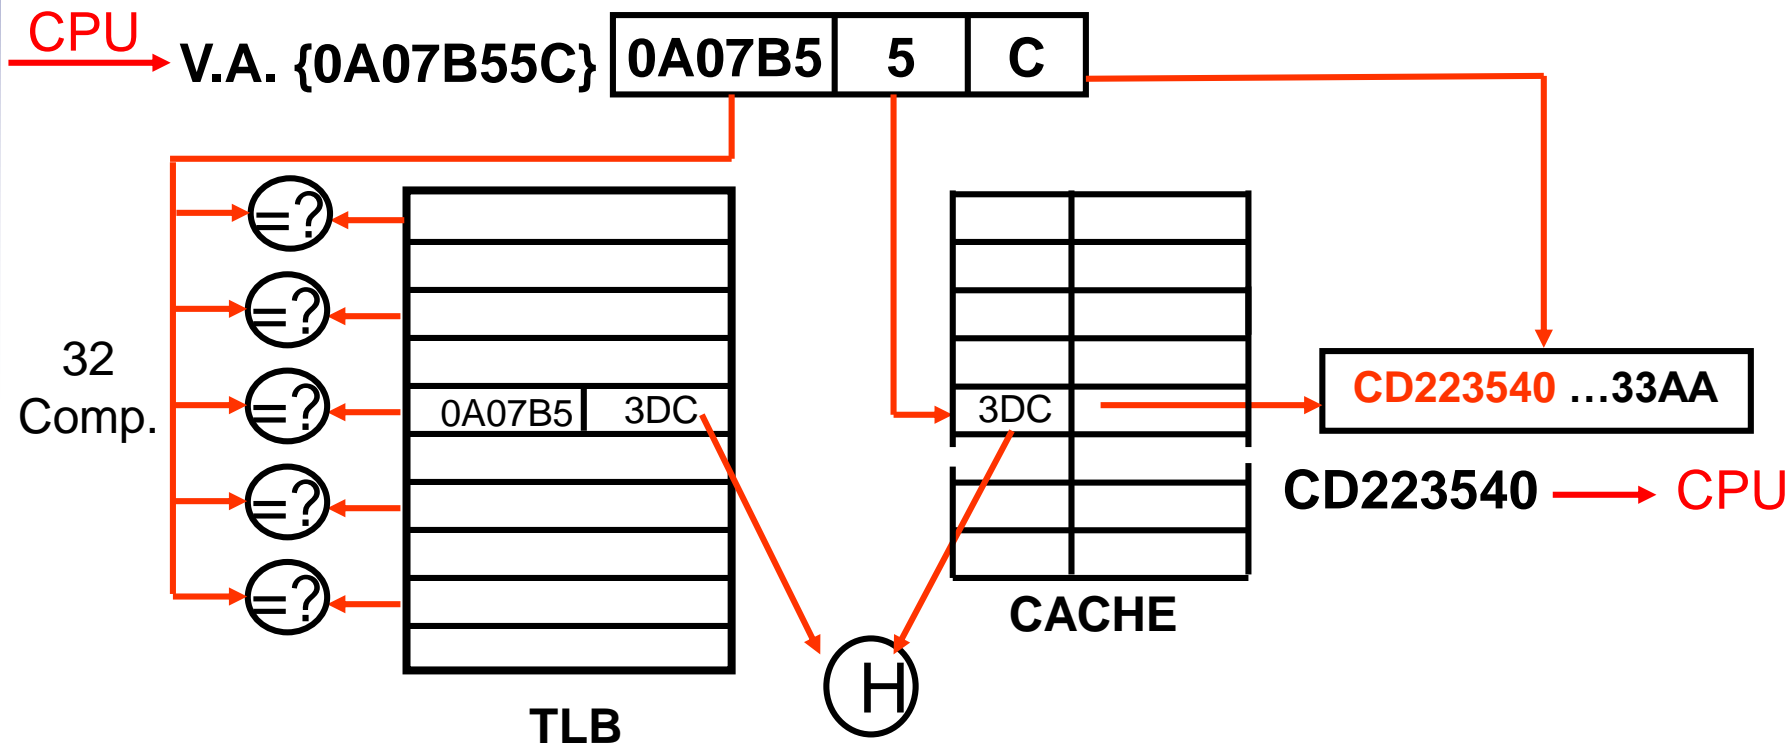 CPU
V.A. {0A07B55C} 0A07B5 5 C
=?
=?
32
Comp.
=?
=?
=?
0A07B5 3DC
TLB
3DC
CACHE
H
CD223540 ...33AA
CD223540 CPU